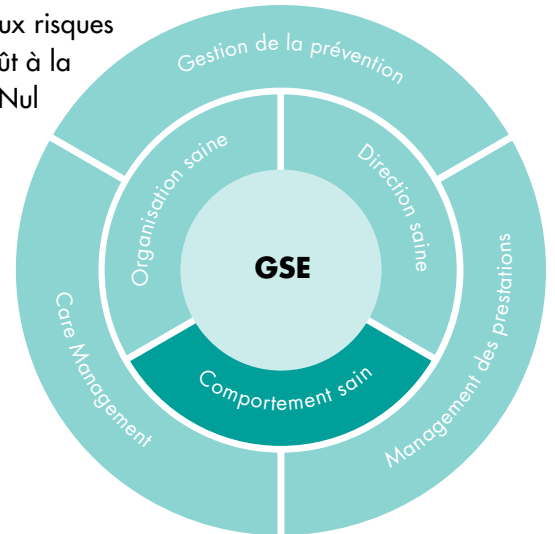 ux risques
ût à la
Nul
Gestion de la prévention
Organisation saine
Direction saine
GSE
Comportement sain
Care Management
Management des prestations